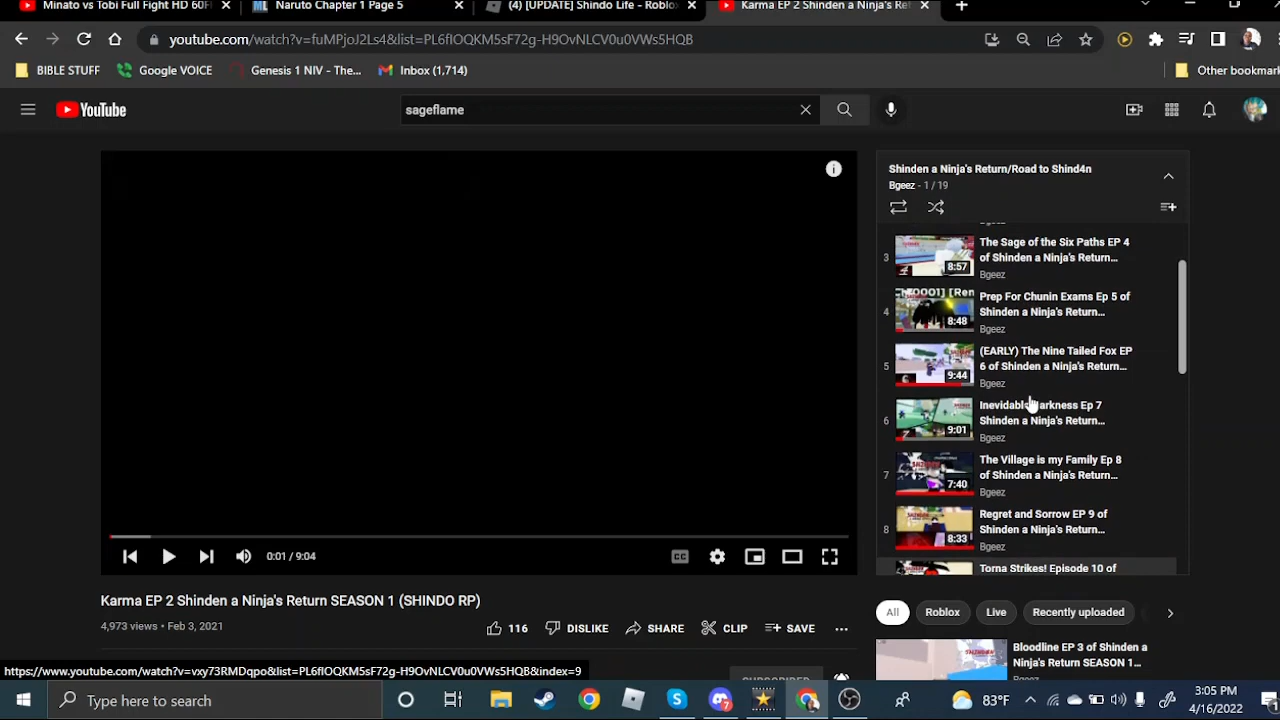 Minato vs Tobi Full Fight HD 60F
Naruto Chapter 1 Page 5
(4) [UPDATE] Shindo Life - Roblox
Karma EP 2 Shinden a Ninja's Ret
youtube.com/watch?v=fuMPjoJ2Ls4&list=PL6flOQKM5sF72g-H9OvNLCV0u0VWs5HQB
BIBLE STUFF
Google VOICE
Genesis 1 NIV - The...
Inbox (1,714)
Other bookmark
YouTube
sageflame
Shinden a Ninja's Return/Road to Shind4n
Bgeez - 1 / 19
Bgeez
3
8:57
The Sage of the Six Paths EP 4
of Shinden a Ninja's Return...
Bgeez
4
8:48
Prep For Chunin Exams Ep 5 of
Shinden a Ninja's Return...
Bgeez
5
9:44
(EARLY) The Nine Tailed Fox EP
6 of Shinden a Ninja's Return...
Bgeez
6
9:01
Inevidable Darkness Ep 7
Shinden a Ninja's Return...
Bgeez
7
7:40
The Village is my Family Ep 8
of Shinden a Ninja's Return...
Bgeez
8
8:33
Regret and Sorrow EP 9 of
Shinden a Ninja's Return...
Bgeez
Torna Strikes! Episode 10 of
0:01 / 9:04
CC
Karma EP 2 Shinden a Ninja's Return SEASON 1 (SHINDO RP)
4,973 views • Feb 3, 2021
116
DISLIKE
SHARE
CLIP
SAVE
All
Roblox
Live
Recently uploaded
Bloodline EP 3 of Shinden a
Ninja's Return SEASON 1...
SUBSCRIBED
https://www.youtube.com/watch?v=vxy73RMDqpo&list=PL6flOQKM5sF72g-H9OvNLCV0u0VWs5HQB&index=9
Type here to search
83°F
3:05 PM
4/16/2022